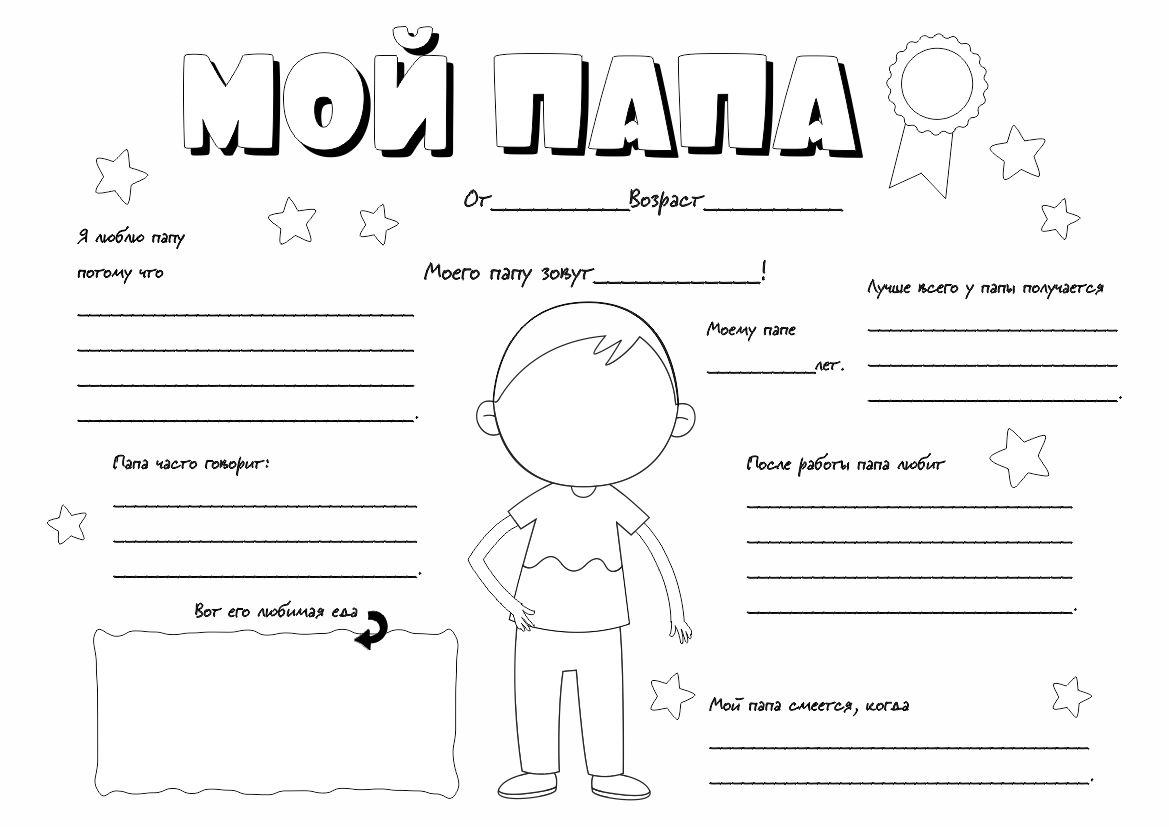 МОЙ ПАПА
От__________Возраст__________
Я люблю папу
потому что
Моего папу зовут____________!
Лучше всего у папы получается
Моему папе
________лет.
Папа часто говорит:
После работы папа любит
Вот его любимая еда
Мой папа смеется, когда